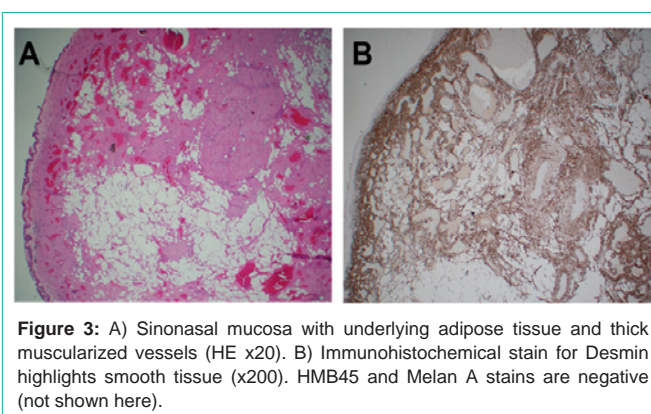 A
B
Figure 3: A) Sinonasal mucosa with underlying adipose tissue and thick
muscularized vessels (HE x20). B) Immunohistochemical stain for Desmin
highlights smooth tissue (x200). HMB45 and Melan A stains are negative
(not shown here).